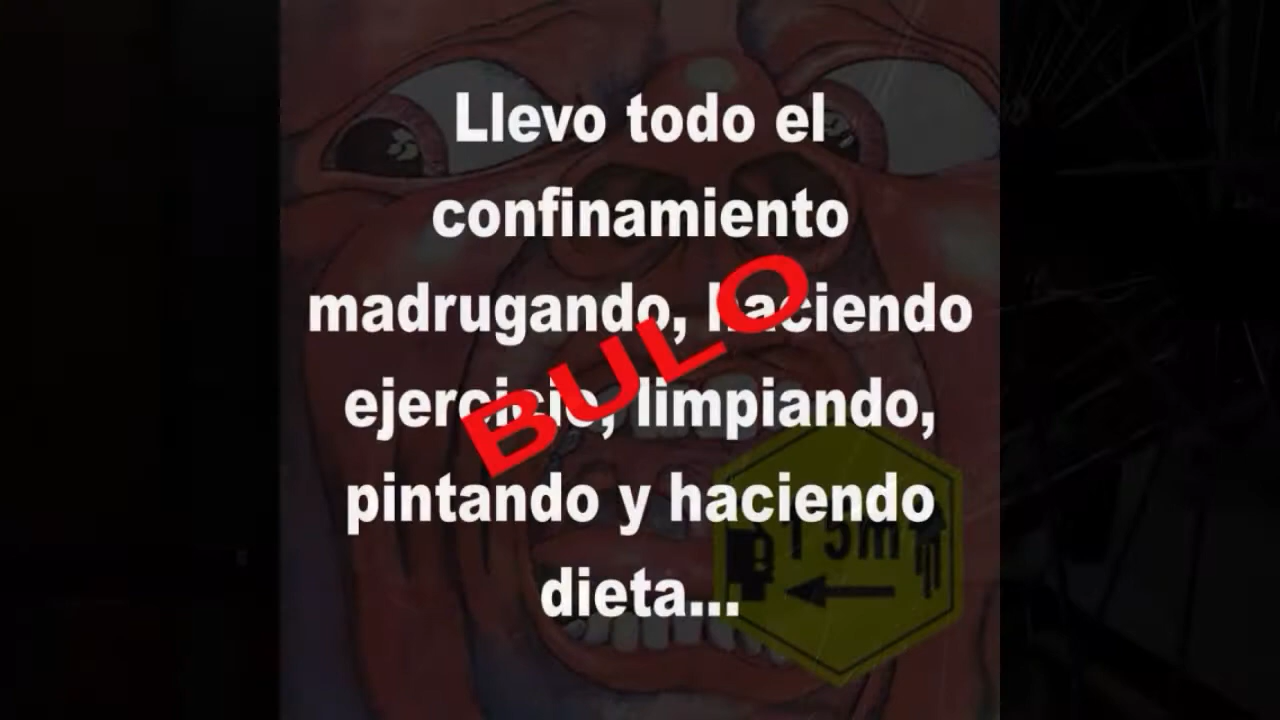 Llevo todo el
confinamiento
madrugando, haciendo
ejercicio, limpiando,
pintando y haciendo
dieta...
BULO